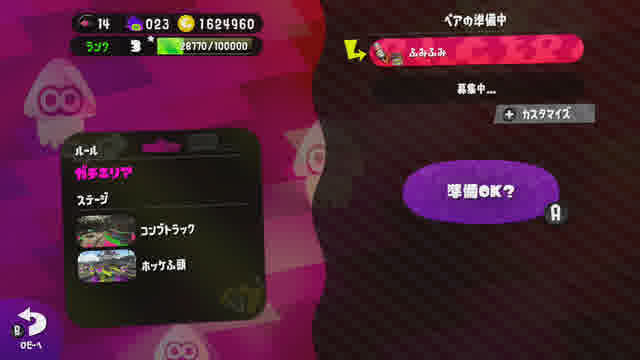 14 023 1624960
ランク 3 28770/100000
ルール
ガチエリア
ステージ
コンブトラック
ホッケふ頭
B
ロビーへ
ペアの準備中
ふみふみ
募集中...
+ カスタマイズ
準備OK?
A